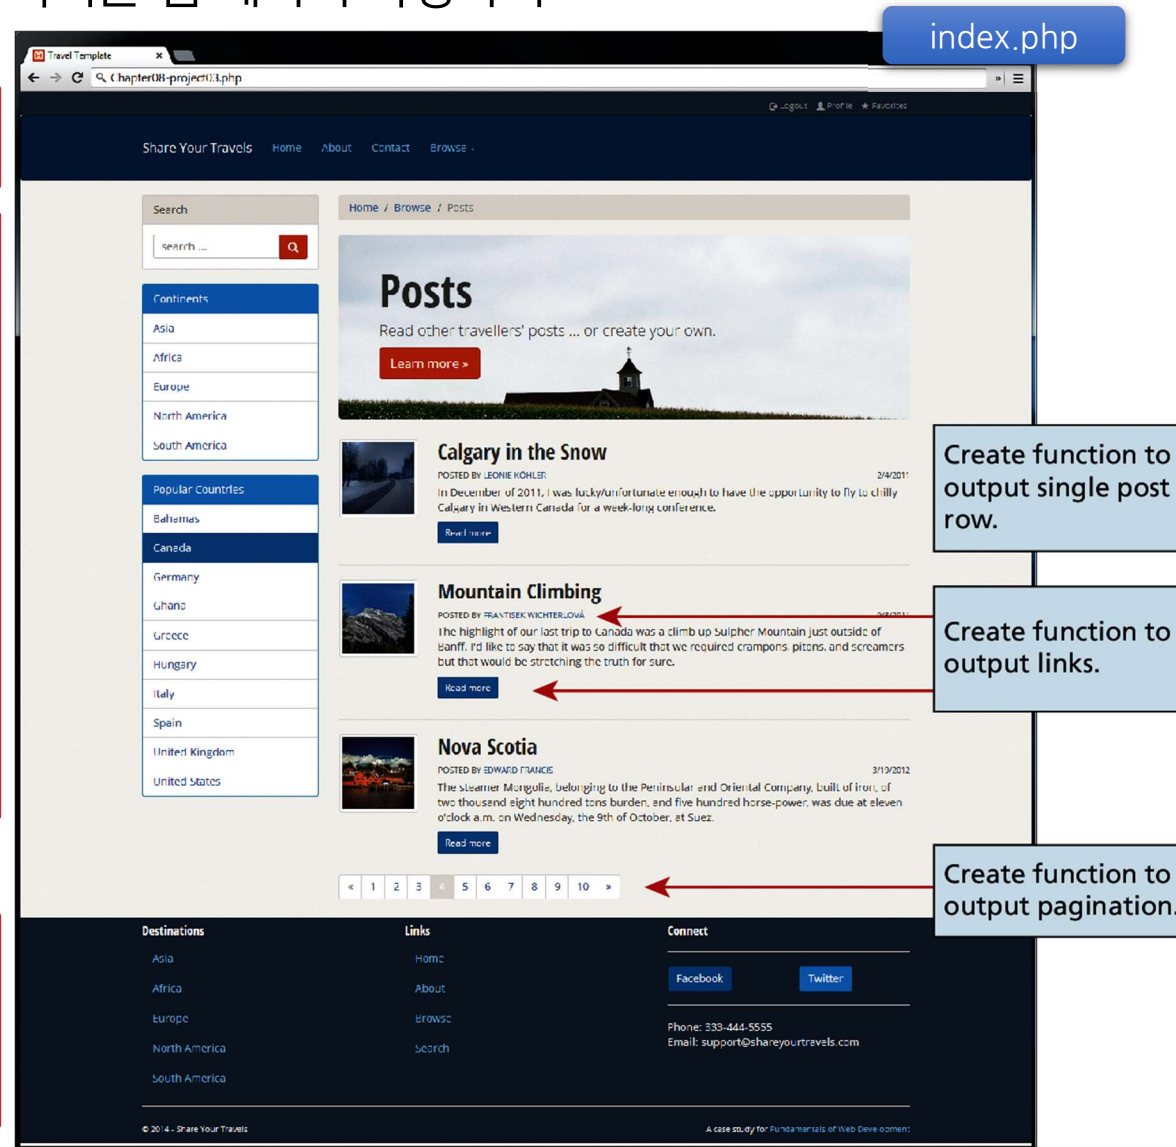 index.php
Travel Template
Chapter08-project03.php
Logout Profile Favorites
Share Your Travels Home About Contact Browse
Search
search ...
Continents
Asia
Africa
Europe
North America
South America
Popular Countries
Bahamas
Canada
Germany
Ghana
Greece
Hungary
Italy
Spain
United Kingdom
United States
Home / Browse / Posts
Posts
Read other travellers' posts ... or create your own.
Learn more »
Calgary in the Snow
POSTED BY LEONIE KÖHLER 2/4/2011
In December of 2011, I was lucky/unfortunate enough to have the opportunity to fly to chilly
Calgary in Western Canada for a week-long conference.
Read more
Mountain Climbing
POSTED BY FRANTISEK WICHTERLOVÁ
The highlight of our last trip to Canada was a climb up Sulpher Mountain just outside of
Banff. I'd like to say that it was so difficult that we required crampons, pitons, and screamers
but that would be stretching the truth for sure.
Read more
Nova Scotia
POSTED BY EDWARD FRANCIS 3/19/2012
The steamer Mongolia, belonging to the Peninsular and Oriental Company, built of iron, of
two thousand eight hundred tons burden, and five hundred horse-power, was due at eleven
o'clock a.m. on Wednesday, the 9th of October, at Suez.
Read more
« 1 2 3 4 5 6 7 8 9 10 »
Create function to
output single post
row.
Create function to
output links.
Create function to
output pagination.
Destinations
Asia
Africa
Europe
North America
South America
Links
Home
About
Browse
Search
Connect
Facebook Twitter
Phone: 333-444-5555
Email: support@shareyourtravels.com
© 2014 - Share Your Travels
A case study for Fundamentals of Web Development